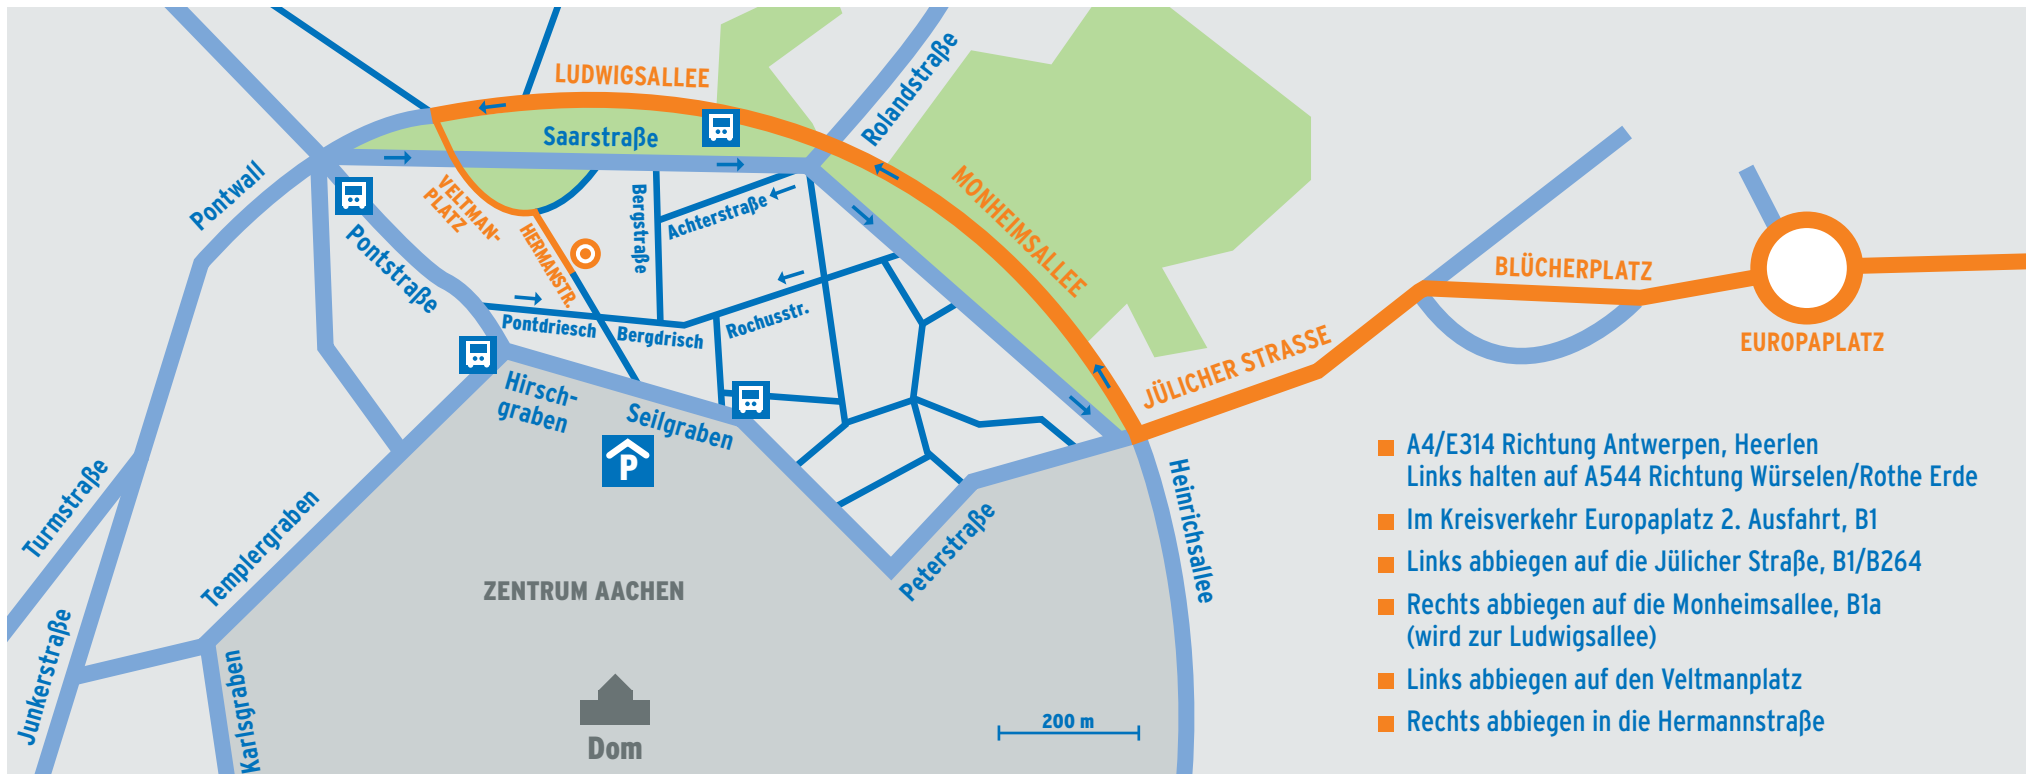 LUDWIGSALLEE
Rolandstraße
Saarstraße
Pontwall
VELTMAN-
PLATZ
Bergstraße
Achterstraße
MONHEIMSALLEE
Pontstraße
HERMANSTR.
BLÜCHERPLATZ
EUROPAPLATZ
Pontdriesch
Bergdrisch
Rochusstr.
JÜLICHER STRASSE
Hirsch-
graben
Seilgraben
P
Turmstraße
Templergraben
Peterstraße
Heinrichsallee
ZENTRUM AACHEN
Junkerstraße
Karlsgraben
Dom
200 m
A4/E314 Richtung Antwerpen, Heerlen
Links halten auf A544 Richtung Würselen/Rothe Erde
Im Kreisverkehr Europaplatz 2. Ausfahrt, B1
Links abbiegen auf die Jülicher Straße, B1/B264
Rechts abbiegen auf die Monheimsallee, B1a
(wird zur Ludwigsallee)
Links abbiegen auf den Veltmanplatz
Rechts abbiegen in die Hermannstraße